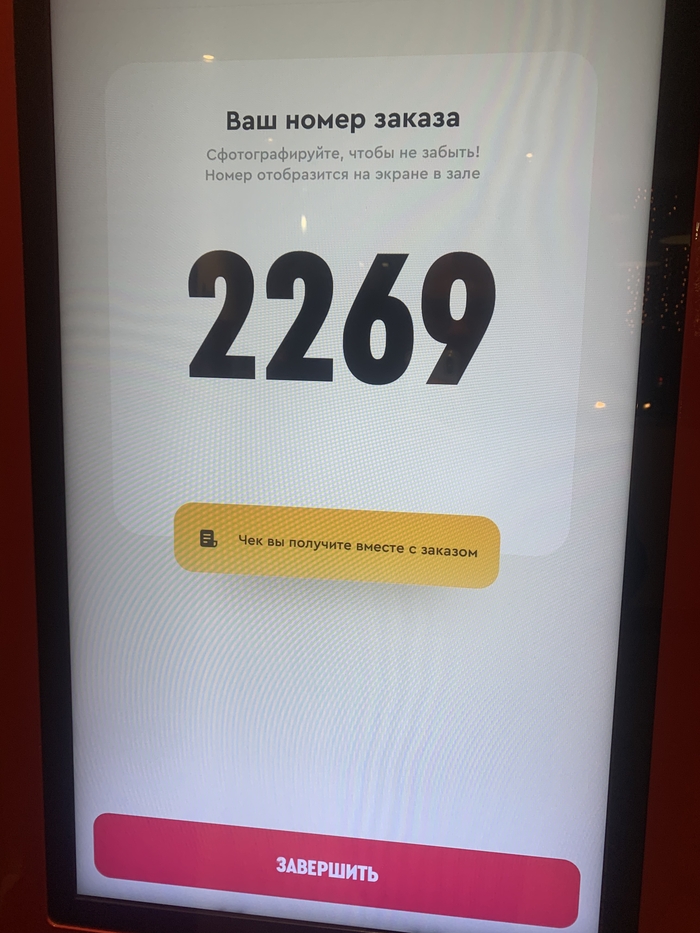 Ваш номер заказа
Сфотографируйте, чтобы не забыть!
Номер отобразится на экране в зале
2269
Чек вы получите вместе с заказом
ЗАВЕРШИТЬ